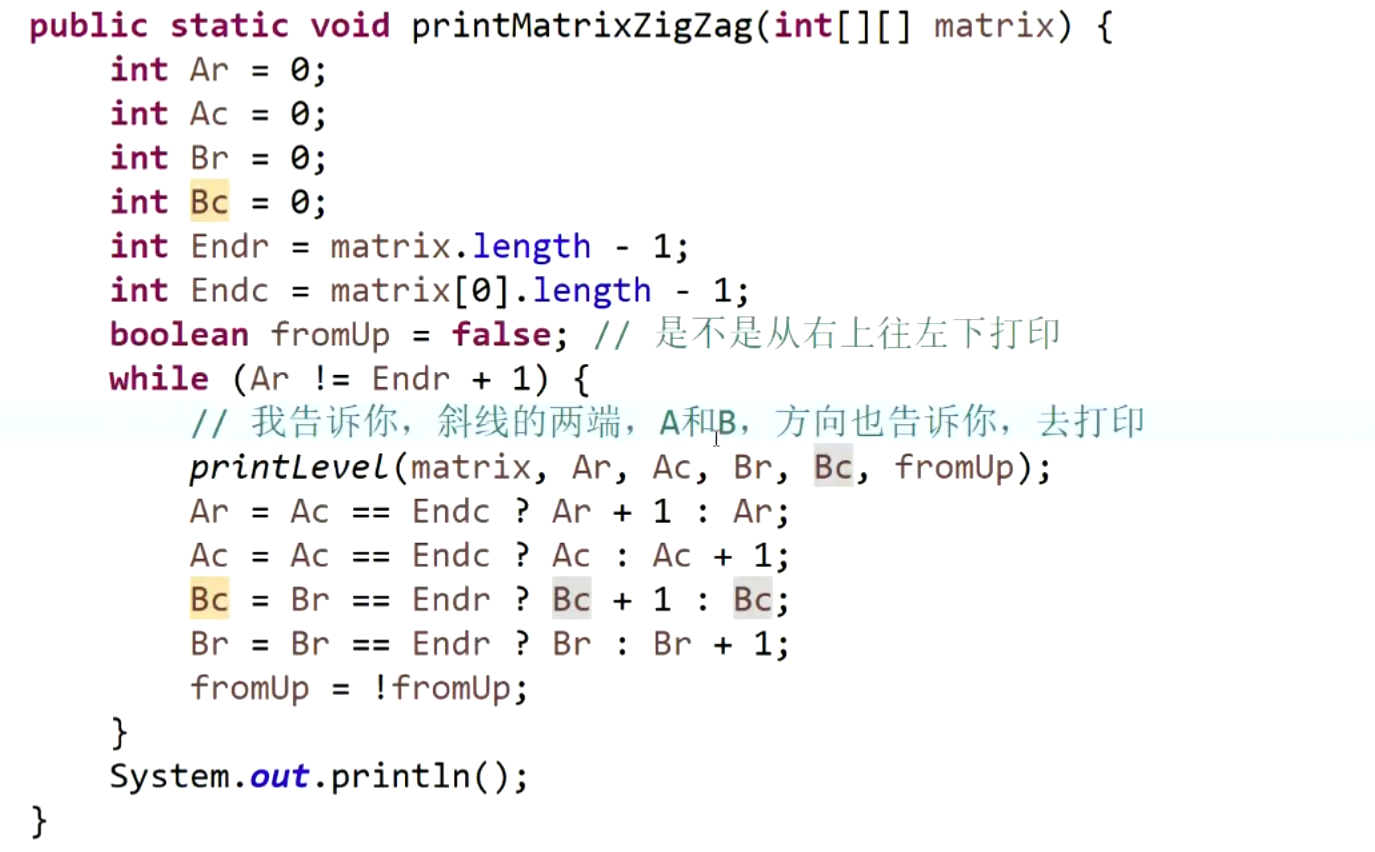 public static void printMatrixZigZag(int[][] matrix) {
    int Ar = 0;
    int Ac = 0;
    int Br = 0;
    int Bc = 0;
    int Endr = matrix.length - 1;
    int Endc = matrix[0].length - 1;
    boolean fromUp = false; // 是不是从右上往左下打印
    while (Ar != Endr + 1) {
        // 我告诉你，斜线的两端，A和B，方向也告诉你，去打印
        printLevel(matrix, Ar, Ac, Br, Bc, fromUp);
        Ar = Ac == Endc ? Ar + 1 : Ar;
        Ac = Ac == Endc ? Ac : Ac + 1;
        Bc = Br == Endr ? Bc + 1 : Bc;
        Br = Br == Endr ? Br : Br + 1;
        fromUp = !fromUp;
    }
    System.out.println();
}